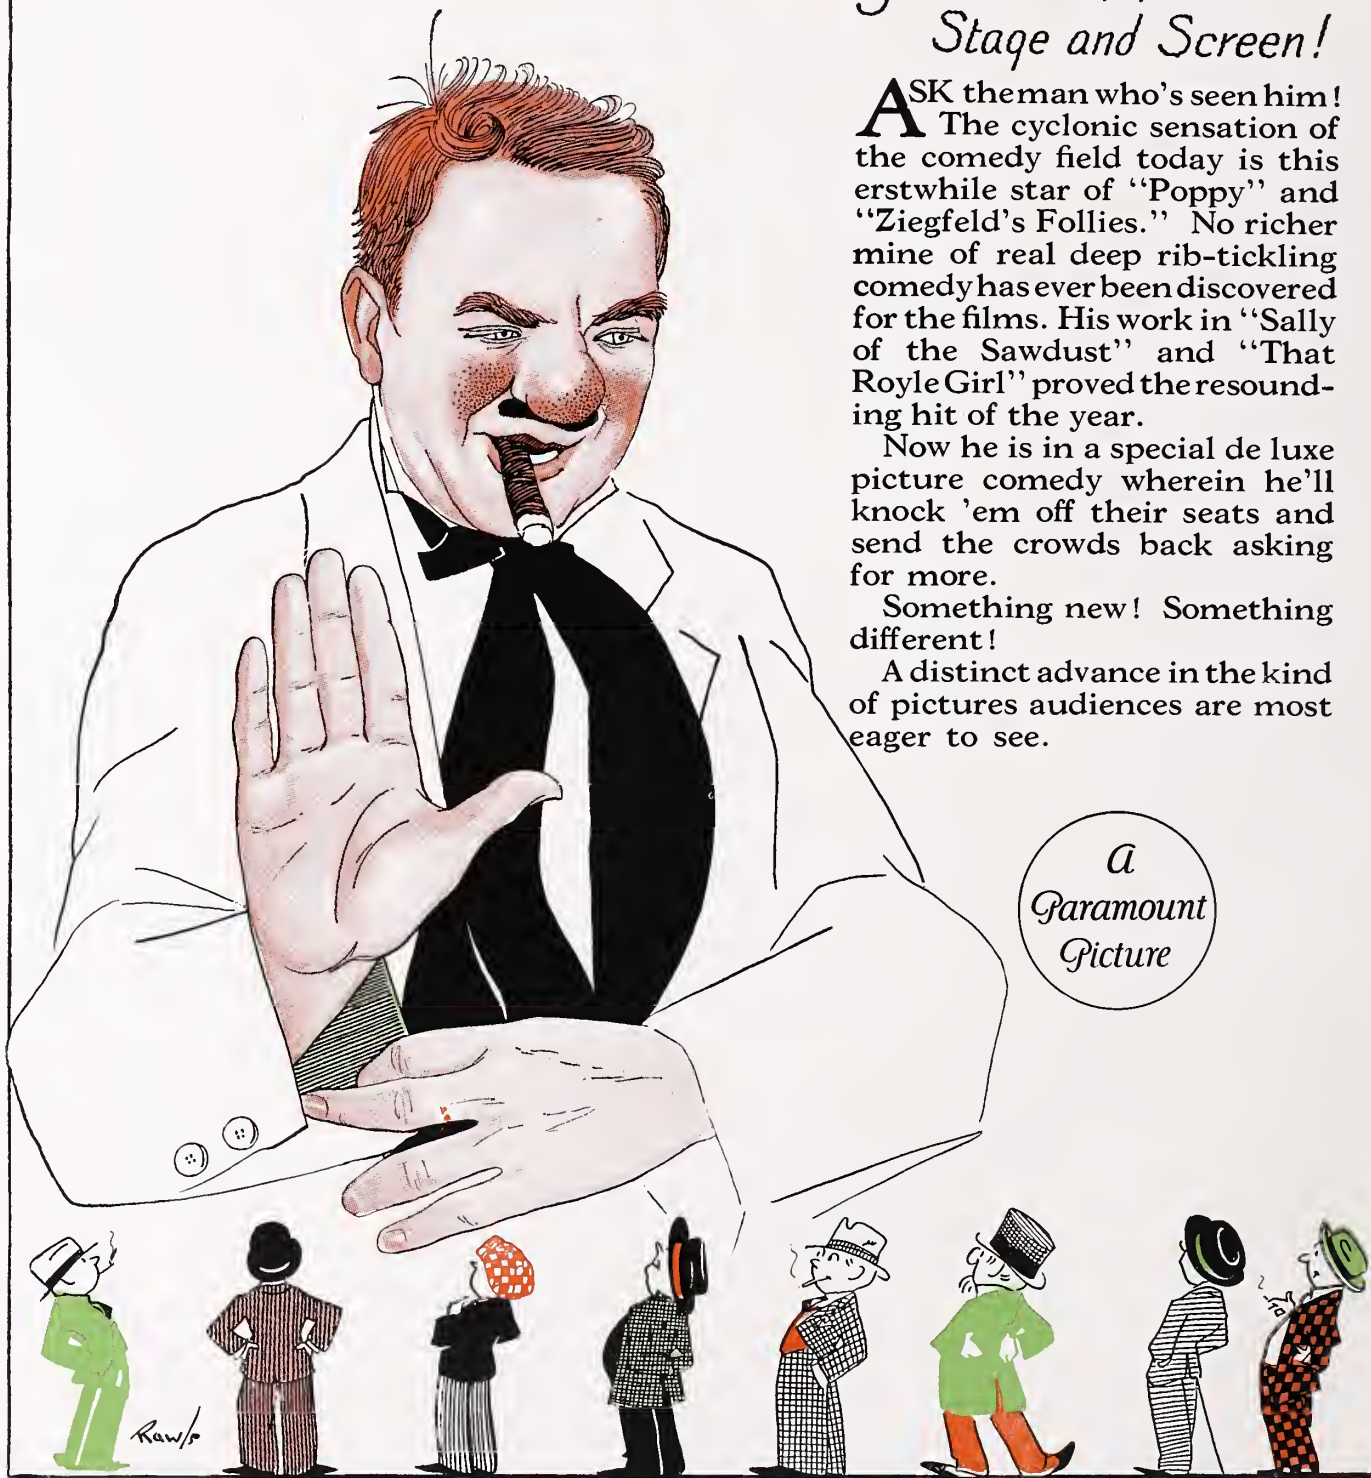 Stage and Screen!
ASK the man who's seen him!
The cyclonic sensation of
the comedy field today is this
erstwhile star of "Poppy" and
"Ziegfeld's Follies." No richer
mine of real deep rib-tickling
comedy has ever been discovered
for the films. His work in "Sally
of the Sawdust" and "That
Royle Girl" proved the resound-
ing hit of the year.
Now he is in a special de luxe
picture comedy wherein he'll
knock 'em off their seats and
send the crowds back asking
for more.
Something new! Something
different!
A distinct advance in the kind
of pictures audiences are most
eager to see.
a
Paramount
Picture